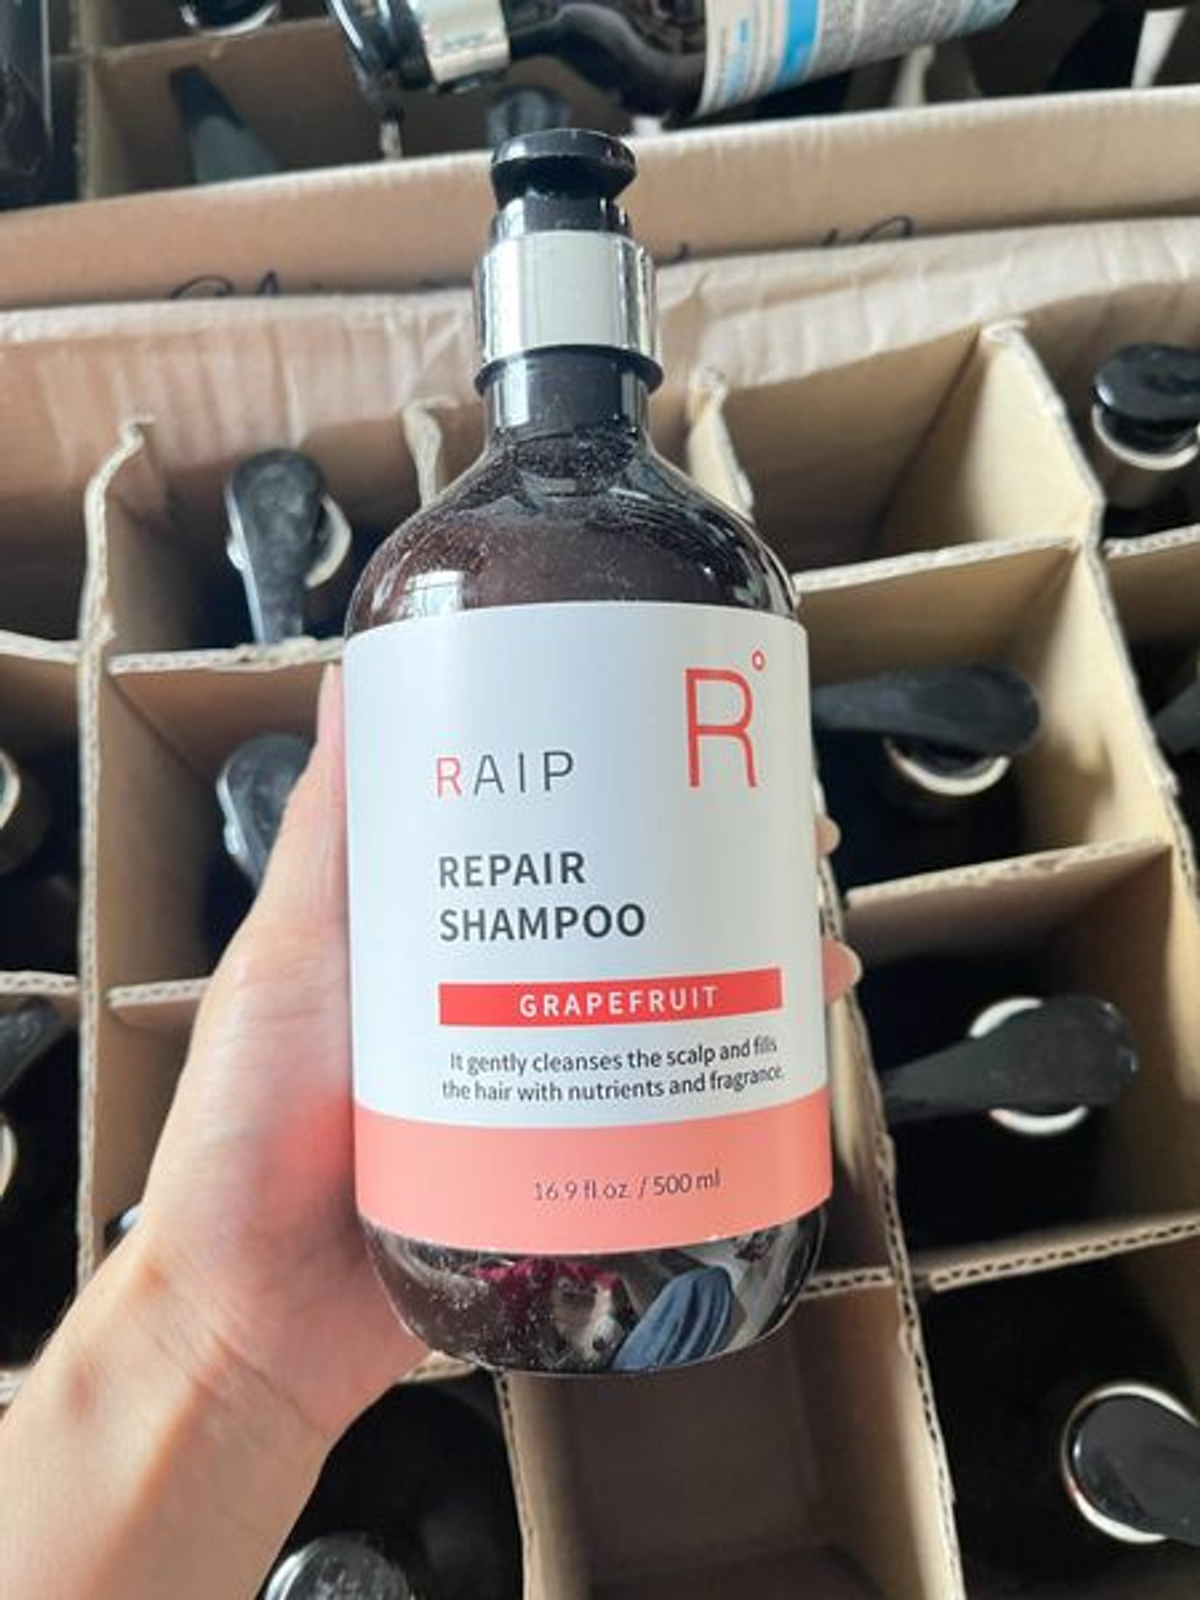 R°
RAIP
REPAIR
SHAMPOO
GRAPEFRUIT
It gently cleanses the scalp and fills
the hair with nutrients and fragrance.
16.9 fl.oz. / 500 ml